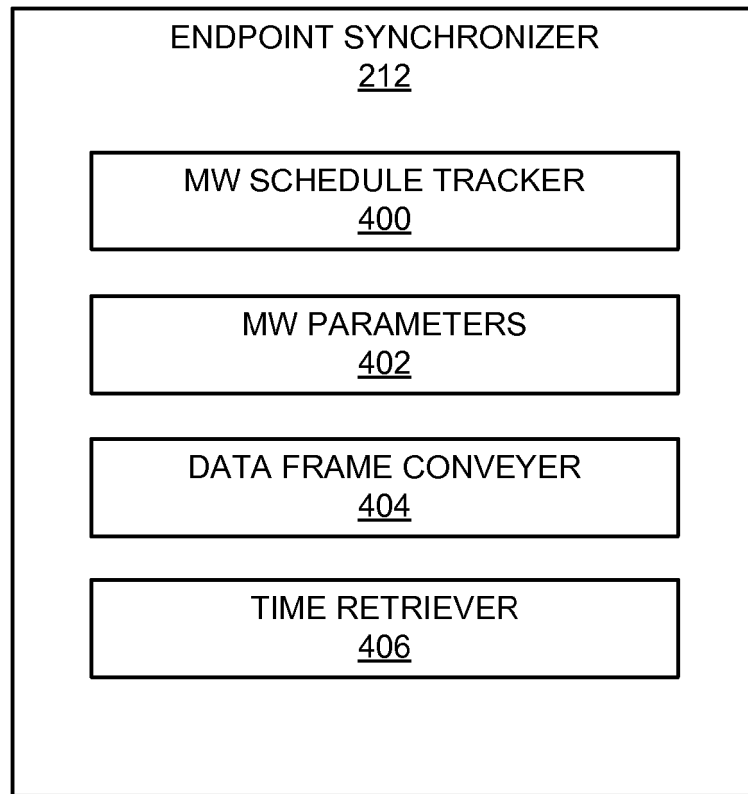 ENDPOINT SYNCHRONIZER
212
MW SCHEDULE TRACKER
400
MW PARAMETERS
402
DATA FRAME CONVEYER
404
TIME RETRIEVER
406